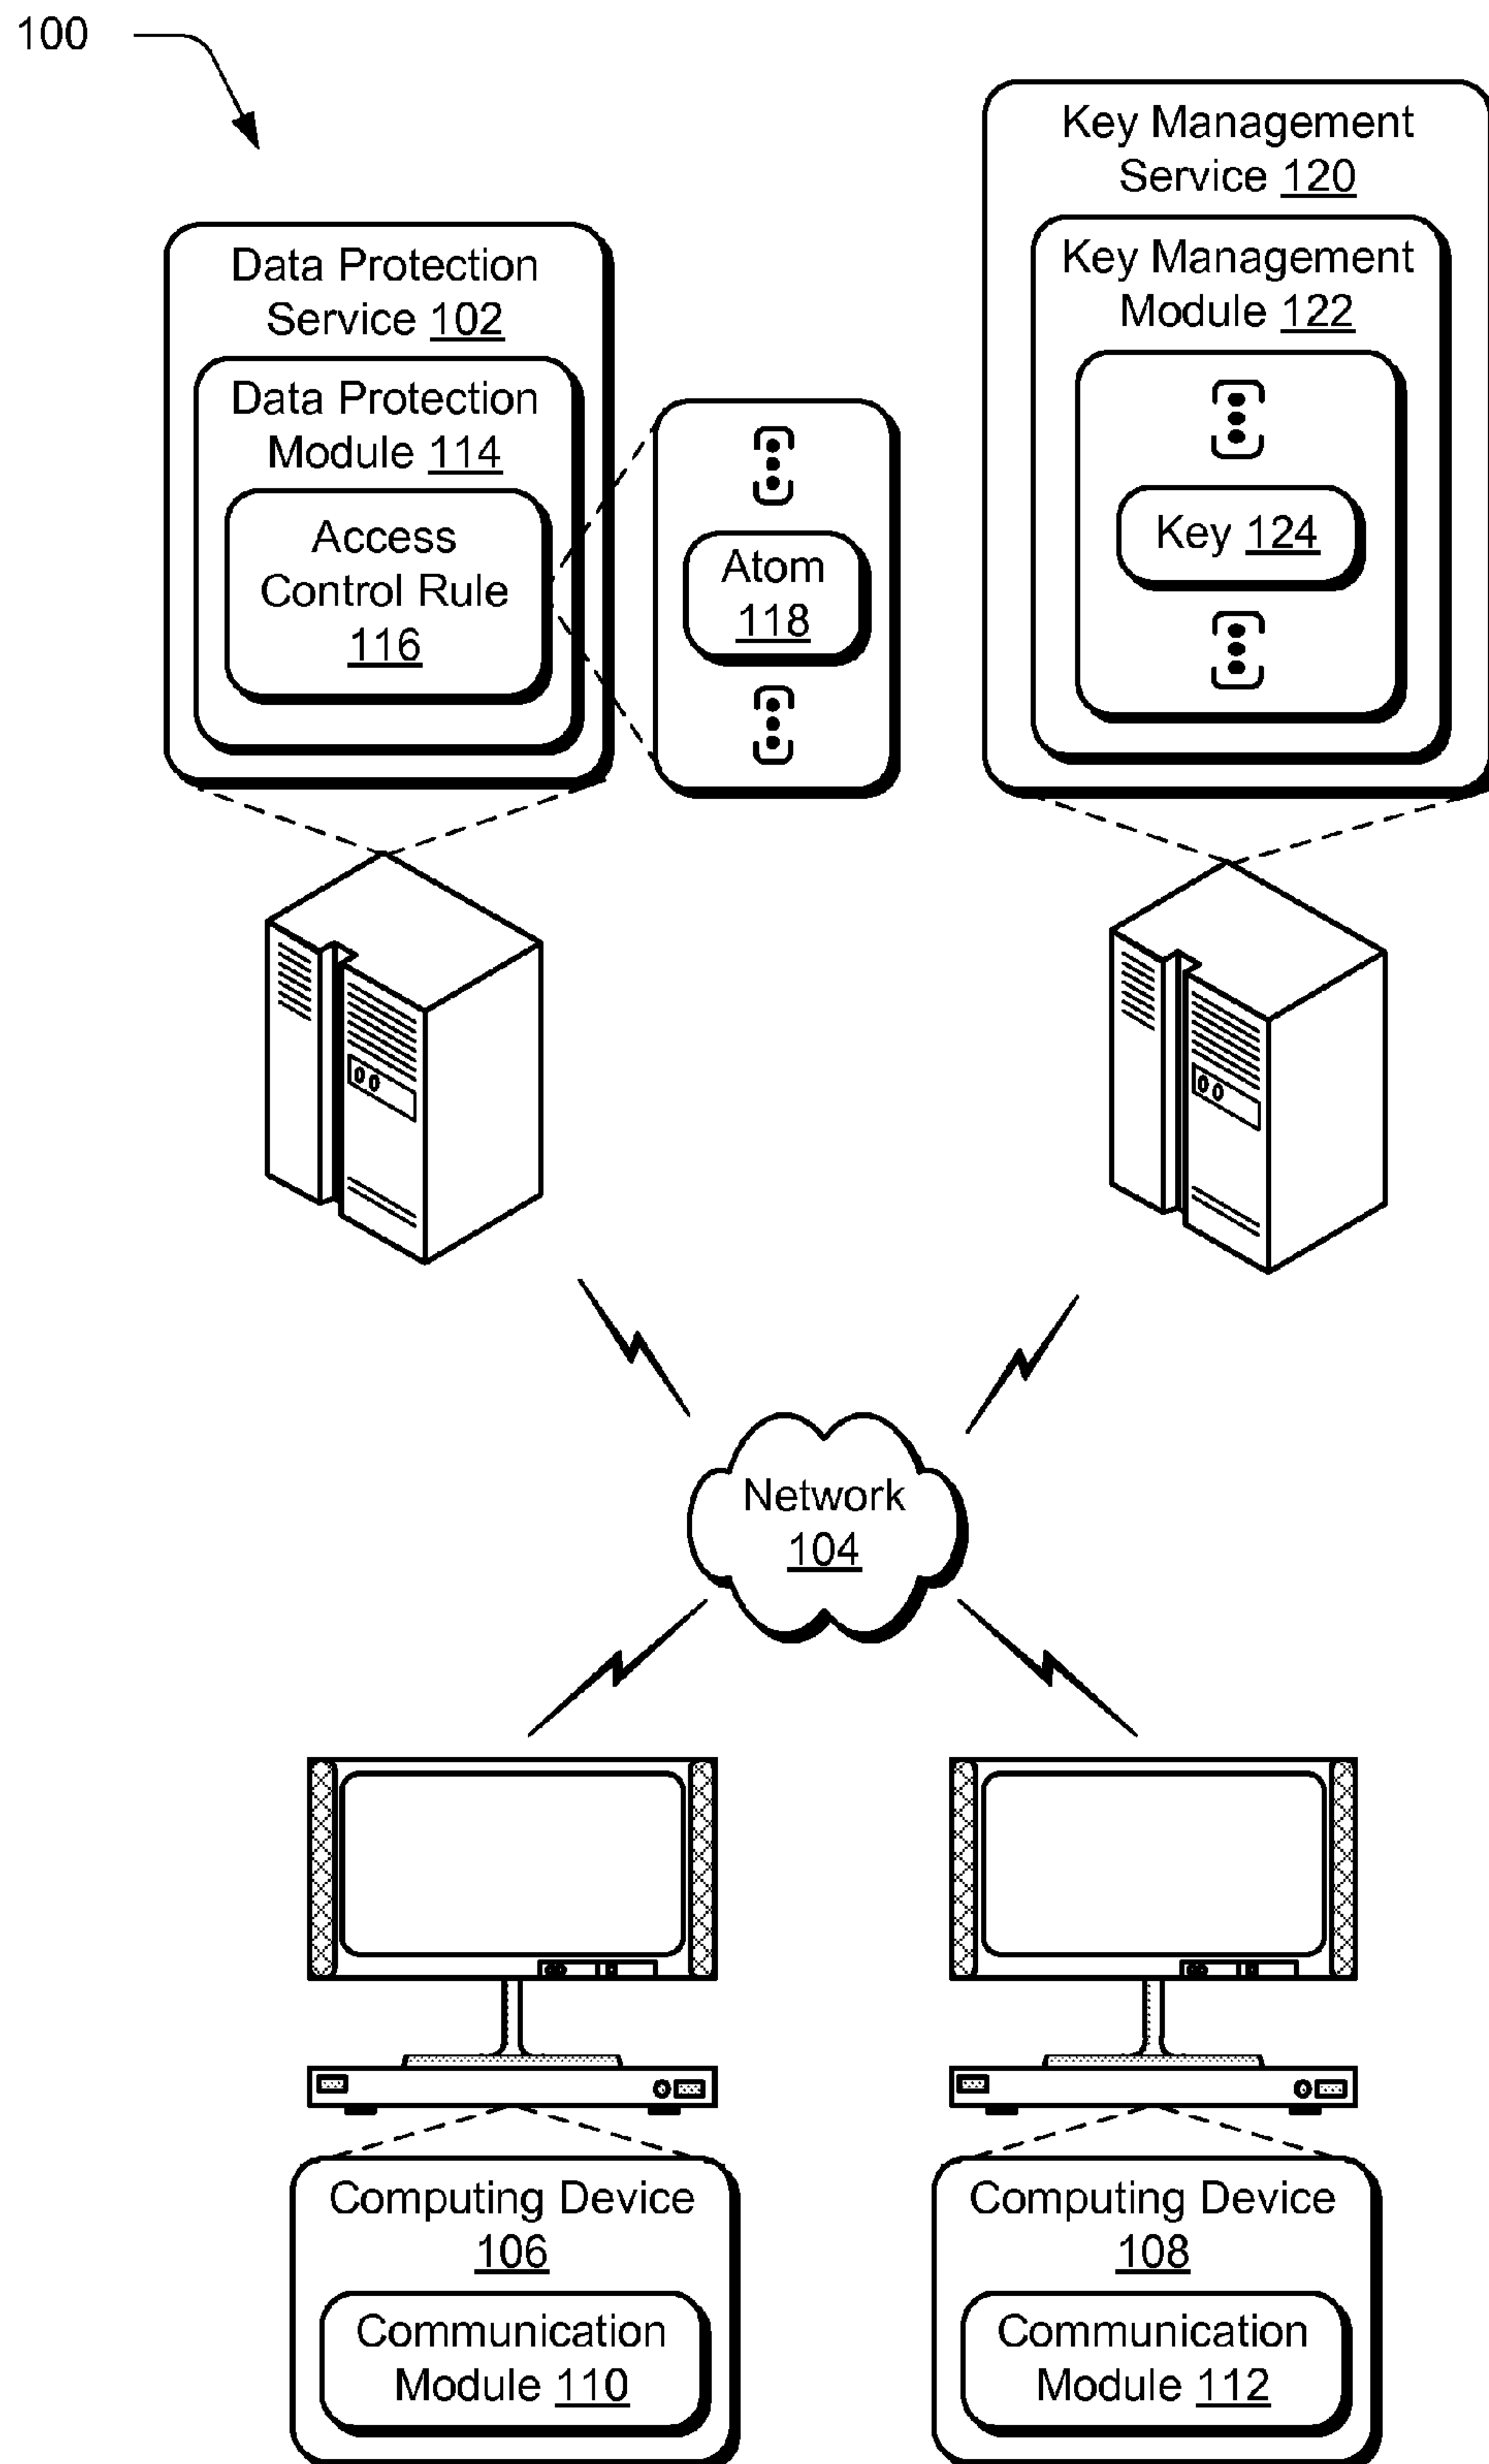 100
Key Management
Service 120
Key Management
Module 122
Key 124
Data Protection
Service 102
Data Protection
Module 114
Access
Control Rule
116
Atom
118
Network
104
Computing Device
106
Communication
Module 110
Computing Device
108
Communication
Module 112